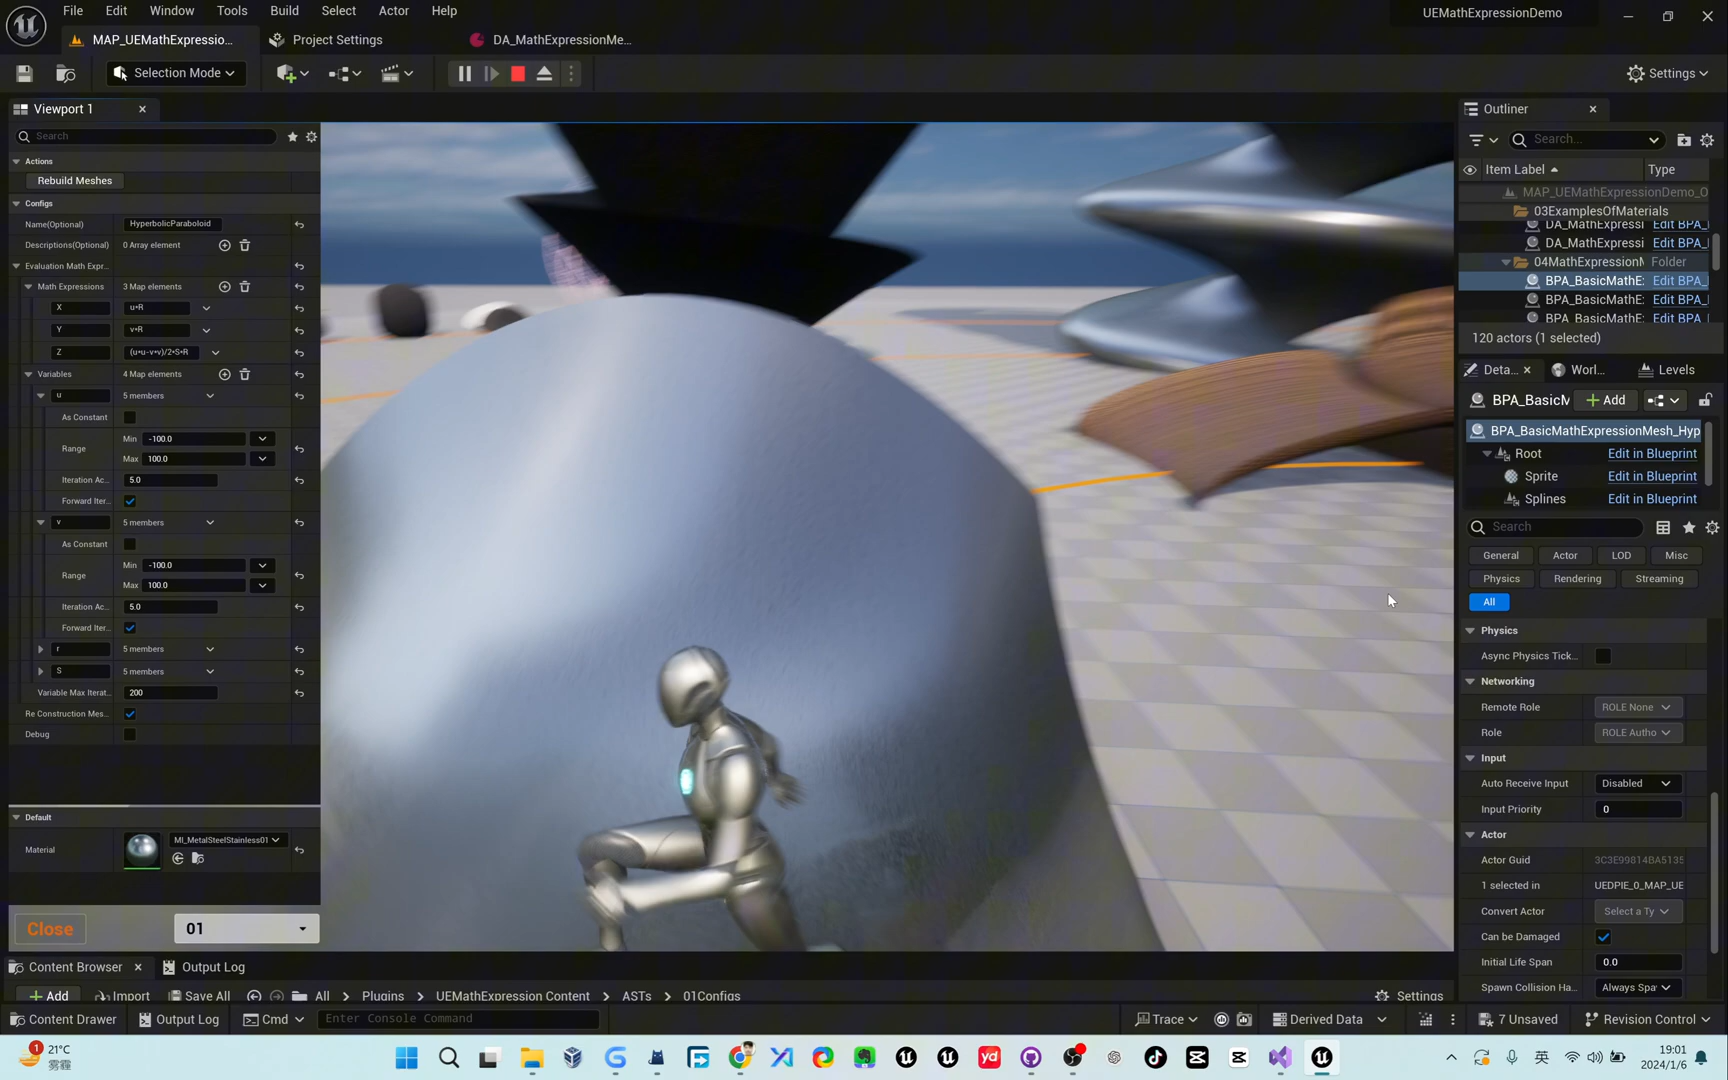 File Edit Window Tools Build Select Actor Help
UEMathExpressionDemo
MAP_UEMathExpressio...
Project Settings
DA_MathExpressionMe...
Selection Mode
Settings
Viewport 1
Search
Actions
Rebuild Meshes
Configs
Name(Optional) HyperbolicParaboloid
Descriptions(Optional) 0 Array element
Evaluation Math Expr...
Math Expressions 3 Map elements
X u*R
Y v*R
Z (u*u-v*v)/2*S*R
Variables 4 Map elements
u 5 members
As Constant
Range Min -100.0
Max 100.0
Iteration Ac... 5.0
Forward Iter...
v 5 members
As Constant
Range Min -100.0
Max 100.0
Iteration Ac... 5.0
Forward Iter...
r 5 members
S 5 members
Variable Max Iterat... 200
Re Construction Mes...
Debug
Default
Material MI_MetalSteelStainless01
Close 01
Outliner
Search...
Item Label Type
MAP_UEMathExpressionDemo_O
03ExamplesOfMaterials
DA_MathExpressi Edit BPA_
DA_MathExpressi Edit BPA_
04MathExpressionM Folder
BPA_BasicMathE: Edit BPA_
BPA_BasicMathE: Edit BPA_
BPA_BasicMathE: Edit BPA_
120 actors (1 selected)
Deta... Worl... Levels
BPA_BasicM Add
BPA_BasicMathExpressionMesh_Hyp
Root Edit in Blueprint
Sprite Edit in Blueprint
Splines Edit in Blueprint
Search
General Actor LOD Misc
Physics Rendering Streaming
All
Physics
Async Physics Tick...
Networking
Remote Role ROLE None
Role ROLE Autho
Input
Auto Receive Input Disabled
Input Priority 0
Actor
Actor Guid 3C3E99814BA5135
1 selected in UEDPIE_0_MAP_UE
Convert Actor Select a Ty
Can be Damaged
Initial Life Span 0.0
Spawn Collision Ha... Always Spa
Content Browser Output Log
Add Import Save All All Plugins UEMathExpression Content ASTs 01Configs Settings
Content Drawer Output Log Cmd Enter Console Command Trace Derived Data 7 Unsaved Revision Control
1 21°C
雾霾
yd
英
19:01
2024/1/6